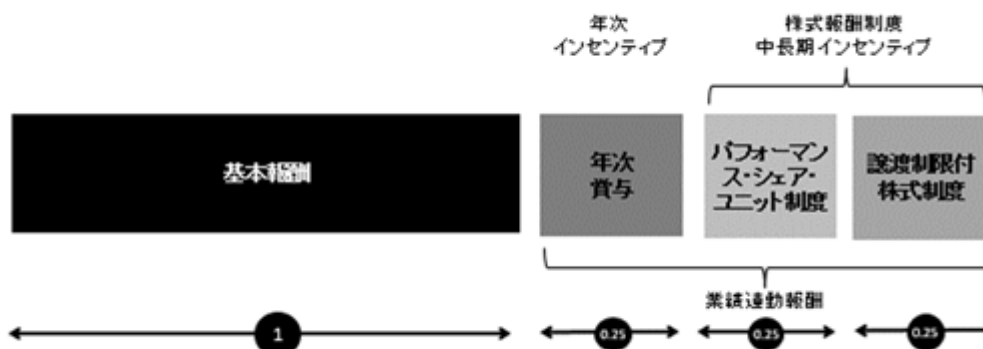 年次
インセンティブ
株式報酬制度
中長期インセンティブ
基本報酬
年次
賞与
パフォーマン
ス・シェア・
ユニット制度
譲渡制限付
株式制度
業績連動報酬
1
0.25
0.25
0.25